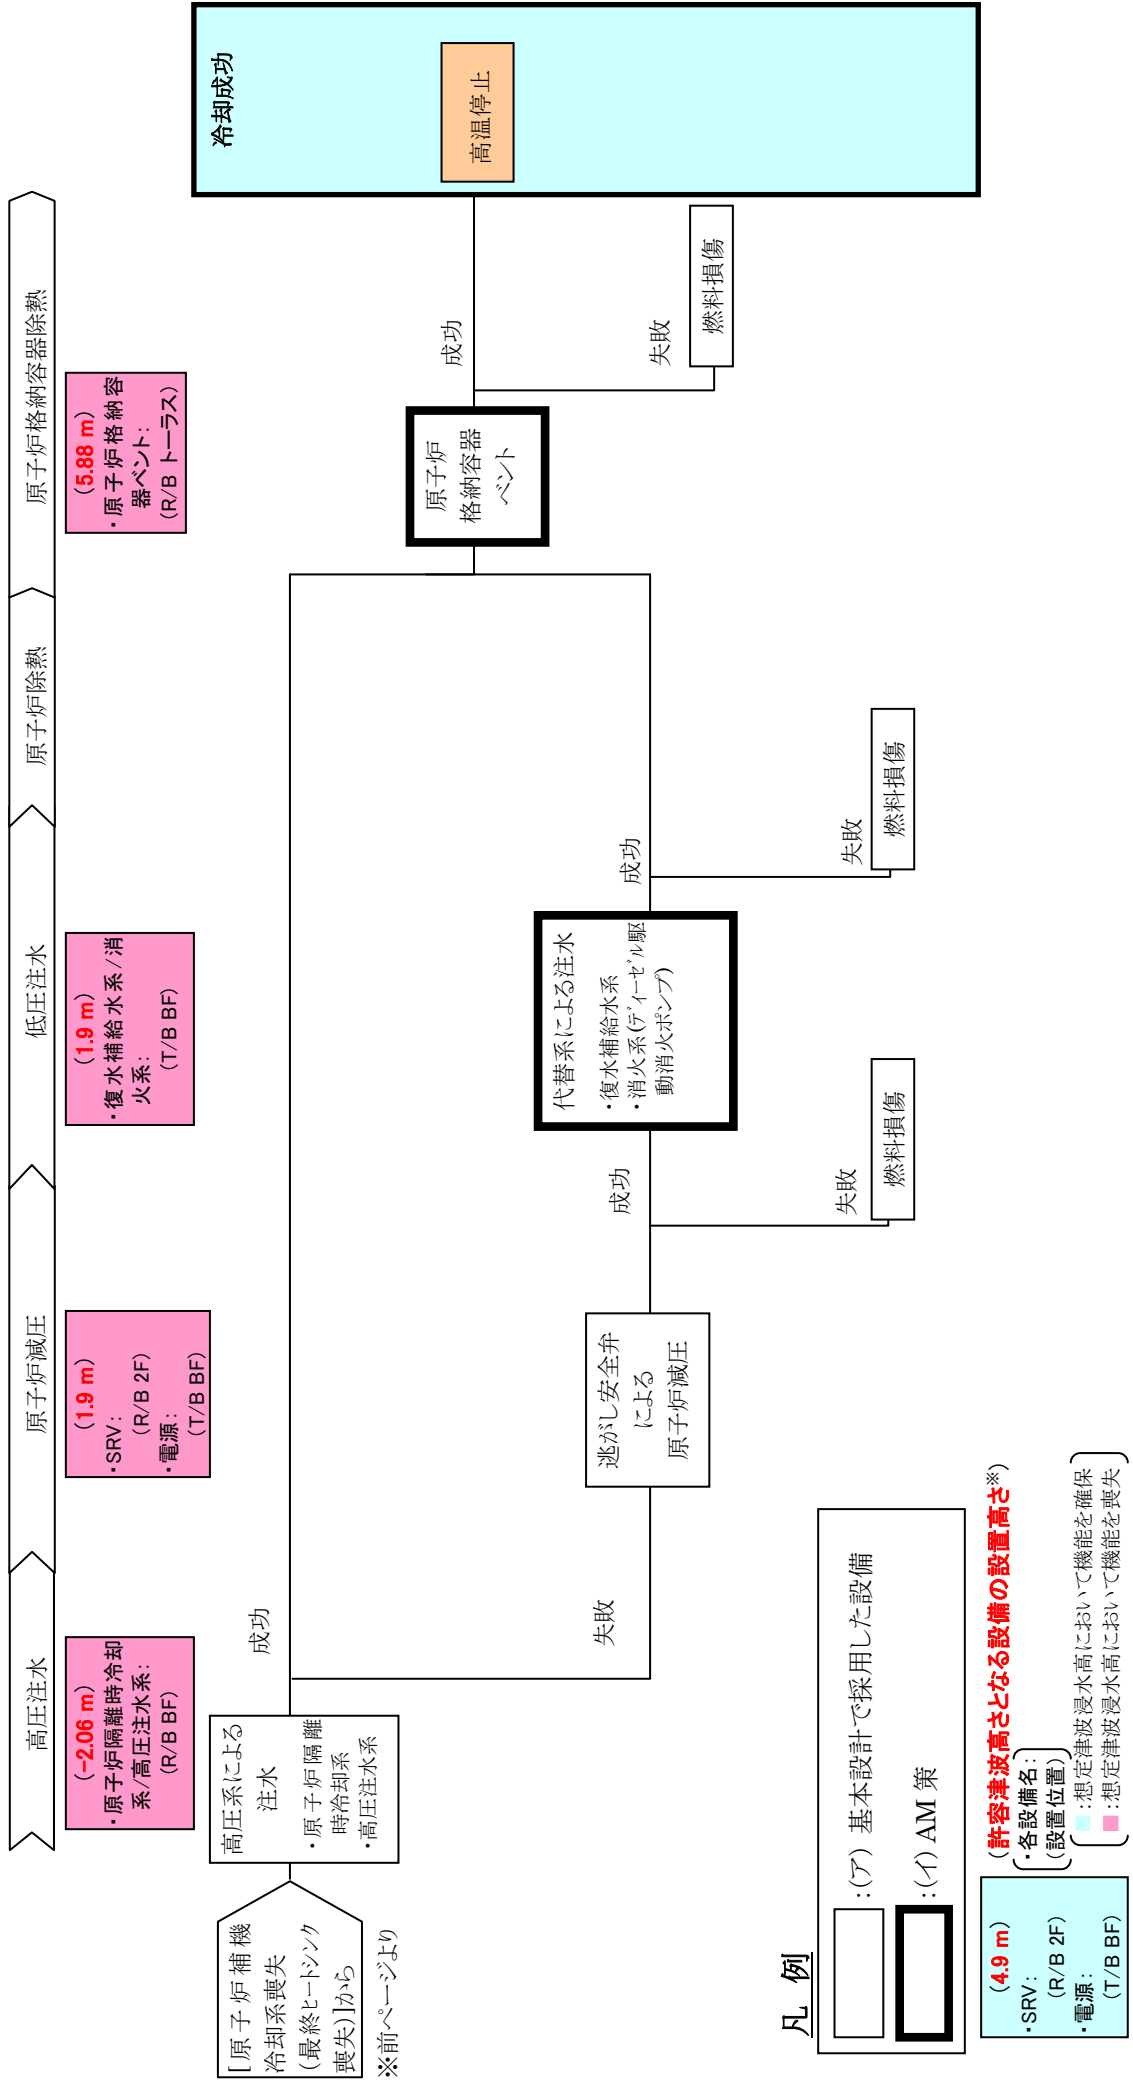 高圧注水
原子炉減圧
低圧注水
原子炉除熱
原子炉格納容器除熱
(-2.06 m)
・原子炉隔離時冷却
系/高圧注水系:
(R/B BF)
(1.9 m)
・SRV:
(R/B 2F)
・電源:
(T/B BF)
(1.9 m)
・復水補給水系/消
火系:
(T/B BF)
(5.88 m)
・原子炉格納容
器ベント:
(R/B トーラス)
[原子炉補機
冷却系喪失
(最終ヒートシンク
喪失)]から
※前ページより
高圧系による
注水
・原子炉隔離
時冷却系
・高圧注水系
成功
失敗
逃がし安全弁
による
原子炉減圧
成功
失敗
燃料損傷
代替系による注水
・復水補給水系
・消火系(ディーゼル駆
動消火ポンプ)
成功
失敗
燃料損傷
原子炉
格納容器
ベント
成功
失敗
燃料損傷
冷却成功
高温停止
凡 例
:(ア) 基本設計で採用した設備
:(イ) AM 策
(4.9 m)
・SRV:
(R/B 2F)
・電源:
(T/B BF)
(許容津波高さとなる設備の設置高さ※)
・各設備名:
(設置位置)
:想定津波浸水高において機能を確保
:想定津波浸水高において機能を喪失